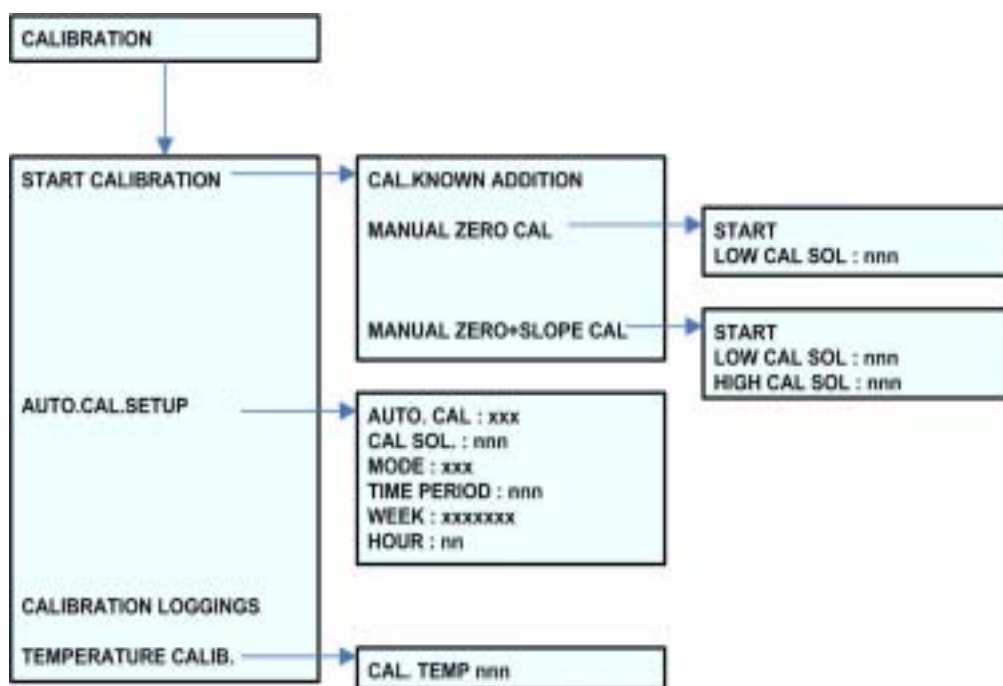 CALIBRATION
START CALIBRATION
CAL.KNOWN ADDITION
MANUAL ZERO CAL
START
LOW CAL SOL : nnn
MANUAL ZERO+SLOPE CAL
START
LOW CAL SOL : nnn
HIGH CAL SOL : nnn
AUTO.CAL.SETUP
AUTO. CAL : xxx
CAL SOL. : nnn
MODE : xxx
TIME PERIOD : nnn
WEEK : xxxxxxx
HOUR : nn
CALIBRATION LOGGINGS
TEMPERATURE CALIB.
CAL. TEMP nnn